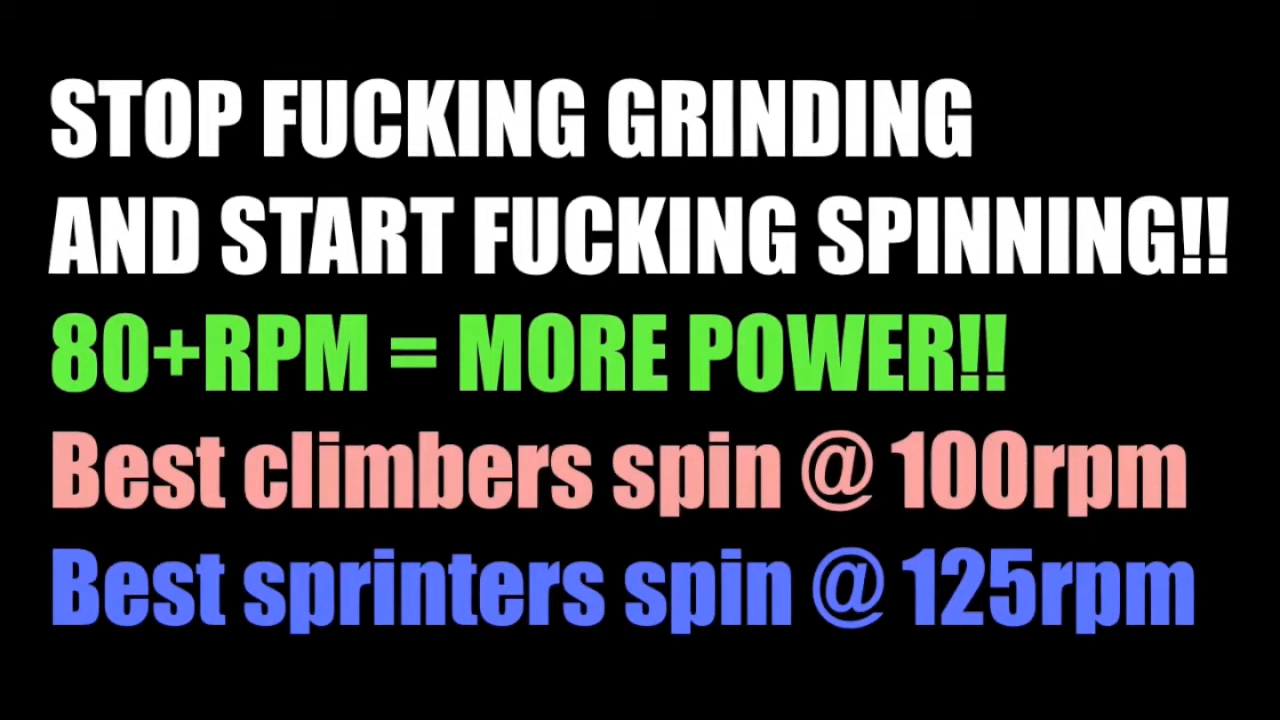 STOP FUCKING GRINDING
AND START FUCKING SPINNING!!
80+RPM = MORE POWER!!
Best climbers spin @ 100rpm
Best sprinters spin @ 125rpm